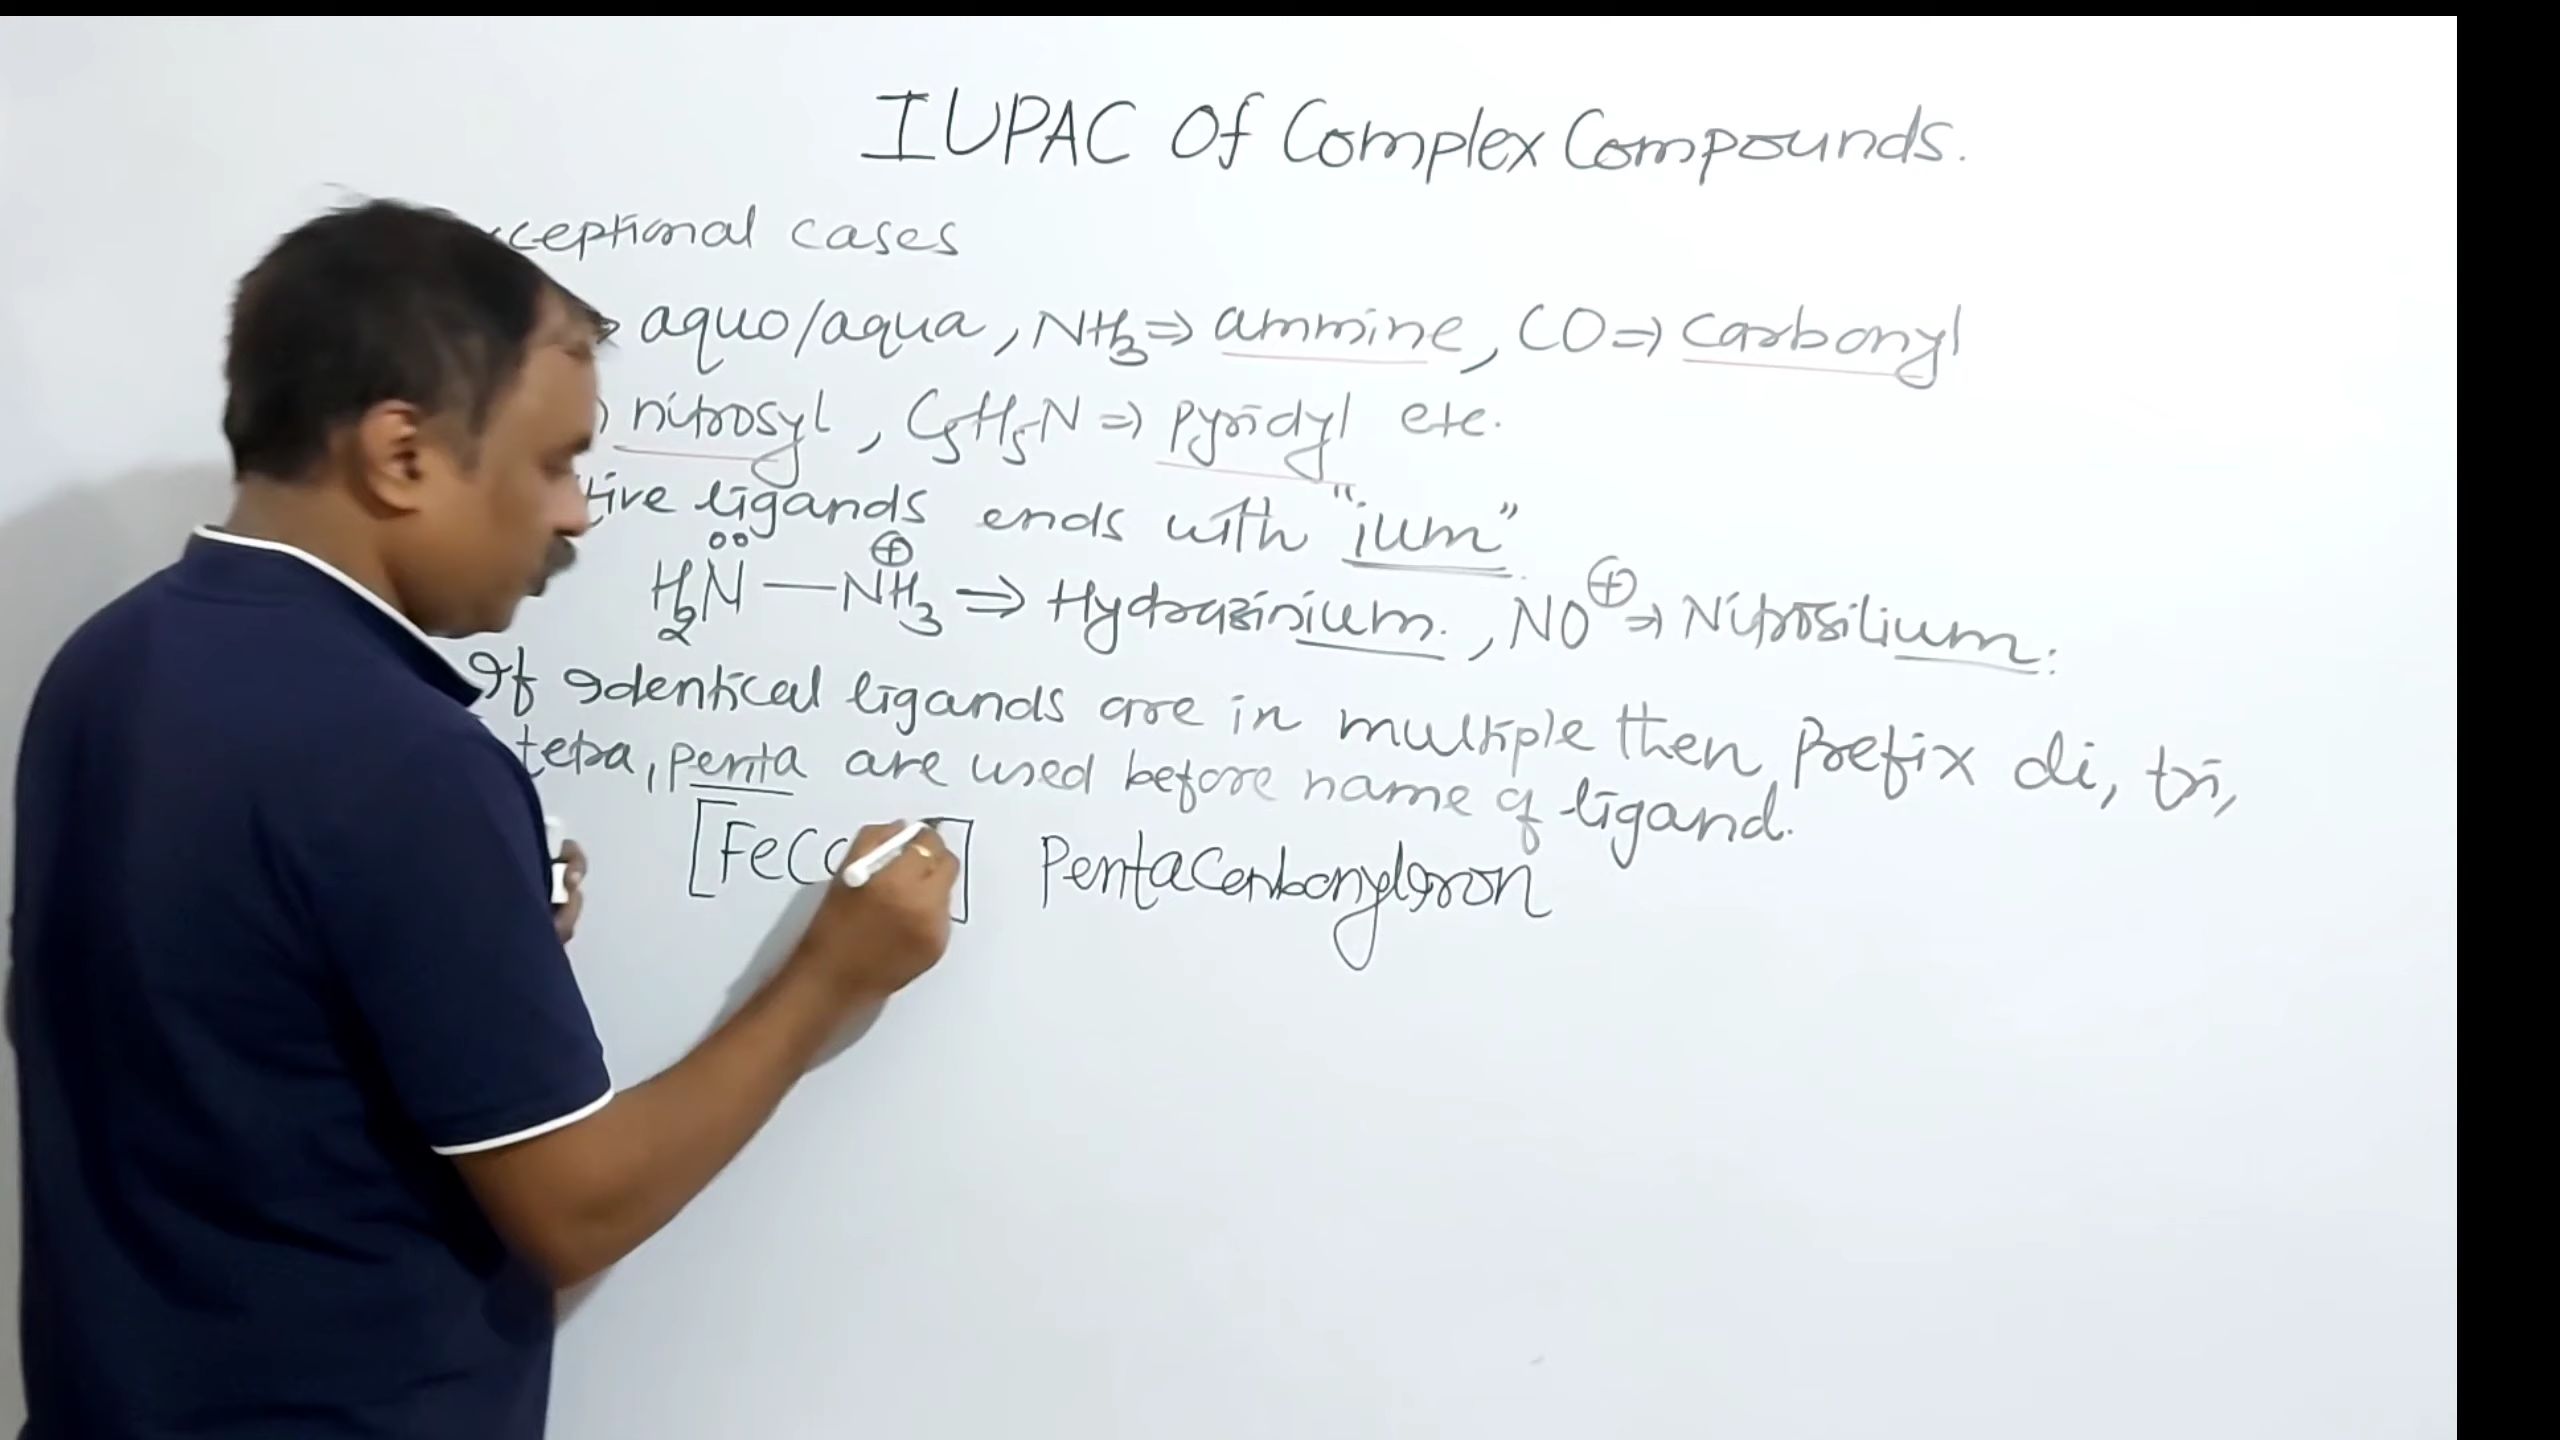 IUPAC Of Complex Compounds.
xceptional cases
⇒ aquo/aqua, NH3⇒ ammine, CO⇒ carbonyl
nitrosyl, C5H5N ⇒ pyridyl etc.
tive ligands ends with "ium"
H2N̈—NH3⊕ ⇒ Hydrazinium., NO⊕⇒ Nitrosilium.
If identical ligands are in multiple then, Prefix di, tri,
tetra, penta are used before name of ligand.
[Fe(C ] PentaCarbonyliron